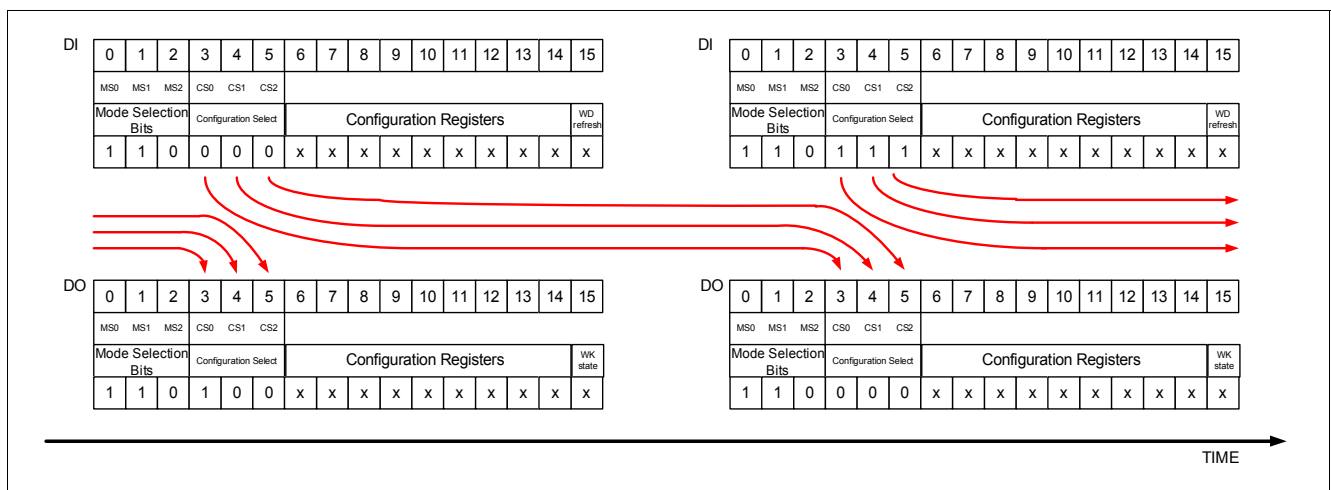 DI 0 1 2 3 4 5 6 7 8 9 10 11 12 13 14 15
MS0 MS1 MS2 CS0 CS1 CS2
Mode Selection Bits Configuration Select Configuration Registers WD refresh
1 1 0 0 0 0 x x x x x x x x x x
DI 0 1 2 3 4 5 6 7 8 9 10 11 12 13 14 15
MS0 MS1 MS2 CS0 CS1 CS2
Mode Selection Bits Configuration Select Configuration Registers WD refresh
1 1 0 1 1 1 x x x x x x x x x x
DO 0 1 2 3 4 5 6 7 8 9 10 11 12 13 14 15
MS0 MS1 MS2 CS0 CS1 CS2
Mode Selection Bits Configuration Select Configuration Registers WK state
1 1 0 1 0 0 x x x x x x x x x x
DO 0 1 2 3 4 5 6 7 8 9 10 11 12 13 14 15
MS0 MS1 MS2 CS0 CS1 CS2
Mode Selection Bits Configuration Select Configuration Registers WK state
1 1 0 0 0 0 x x x x x x x x x x
TIME